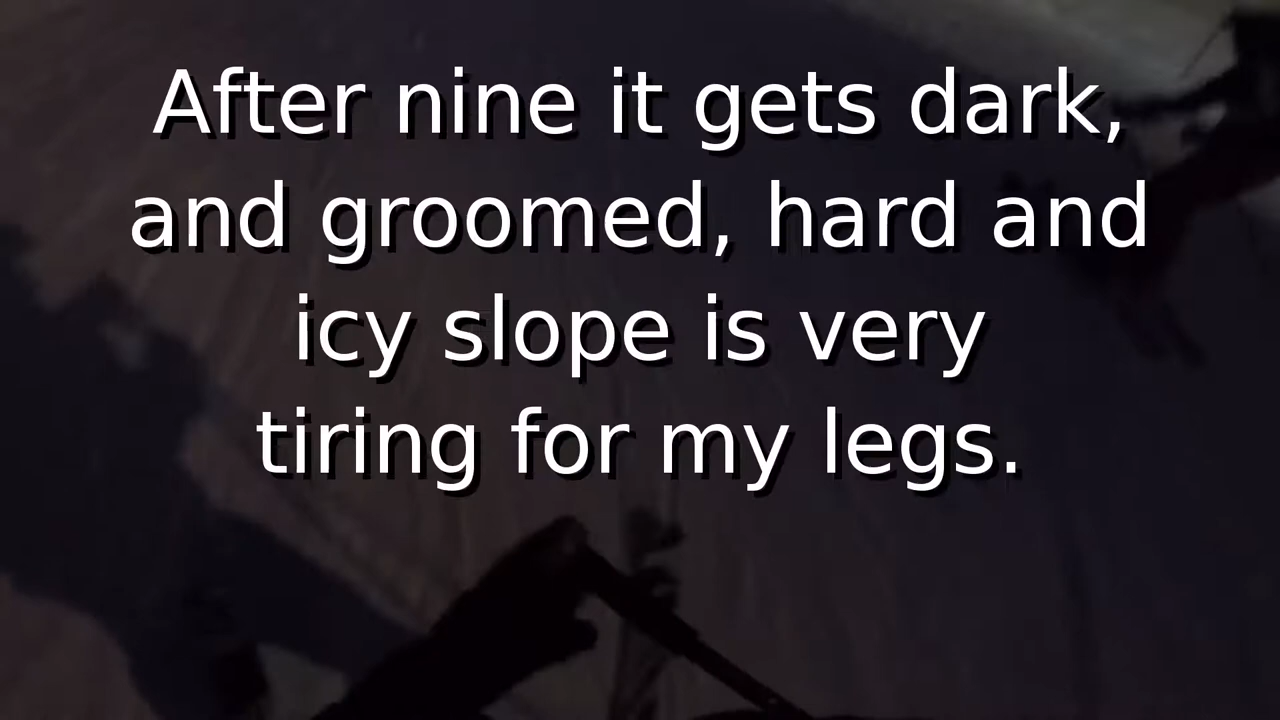 After nine it gets dark,
and groomed, hard and
icy slope is very
tiring for my legs.